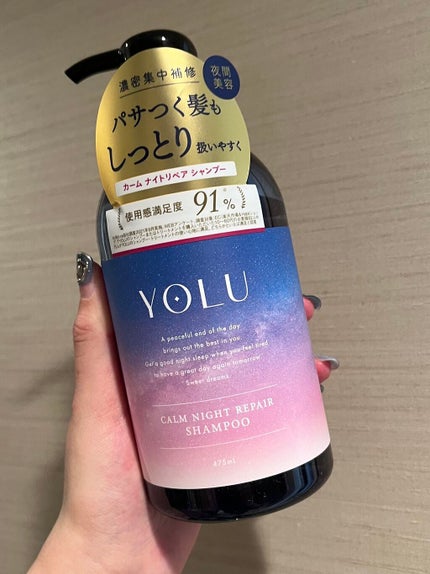 濃密集中補修
夜間
美容
パサつく髪も
しっとり 扱いやすく
カーム ナイトリペア シャンプー
使用感満足度 91%
YOLU
A peaceful end of the day
brings out the best in you.
Get a good night sleep when you feel tired
to have a great day again tomorrow.
Sweet dreams.
CALM NIGHT REPAIR
SHAMPOO
475mL